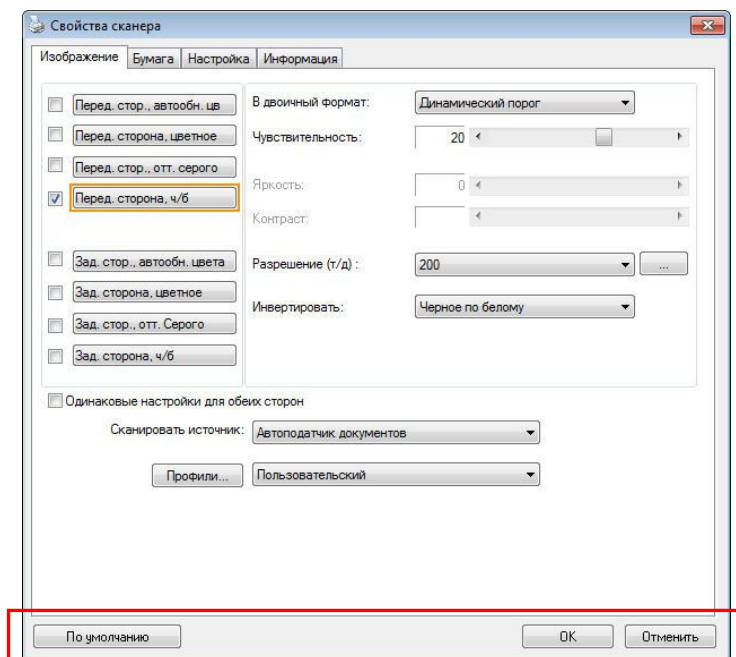 Свойства сканера
Изображение Бумага Настройка Информация
Перед. стор., автообн. цв
Перед. сторона, цветное
Перед. стор., отт. серого
Перед. сторона, ч/б
Зад. стор., автообн. цвета
Зад. сторона, цветное
Зад. стор., отт. Серого
Зад. сторона, ч/б
В двоичный формат: Динамический порог
Чувствительность: 20
Яркость: 0
Контраст:
Разрешение (т/д) : 200 ...
Инвертировать: Черное по белому
Одинаковые настройки для обеих сторон
Сканировать источник: Автоподатчик документов
Профили... Пользовательский
По умолчанию OK Отменить